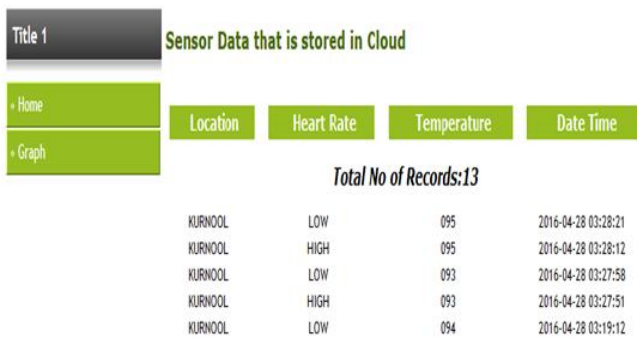 Title 1
Sensor Data that is stored in Cloud
» Home
» Graph
Location Heart Rate Temperature Date Time
Total No of Records:13
KURNOOL LOW 095 2016-04-28 03:28:21
KURNOOL HIGH 095 2016-04-28 03:28:12
KURNOOL LOW 093 2016-04-28 03:27:58
KURNOOL HIGH 093 2016-04-28 03:27:51
KURNOOL LOW 094 2016-04-28 03:19:12